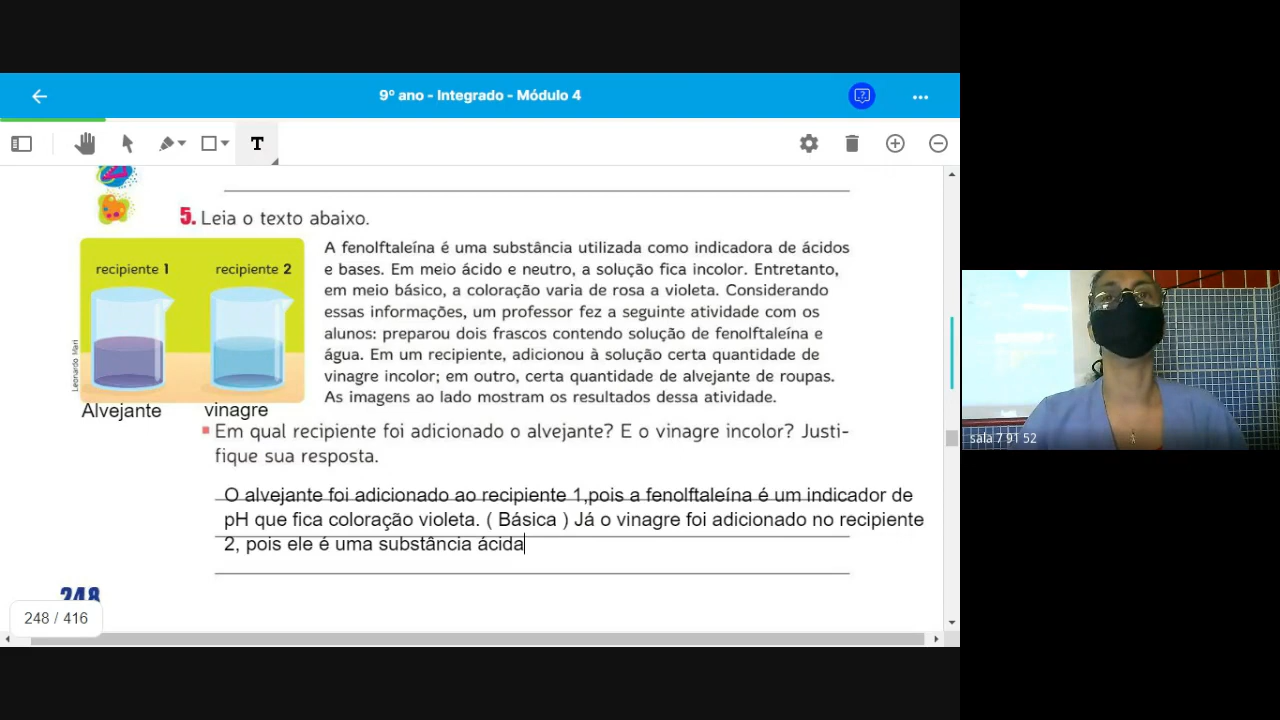 9º ano - Integrado - Módulo 4
T
5. Leia o texto abaixo.
recipiente 1
recipiente 2
Leonardo Mari
A fenolftaleína é uma substância utilizada como indicadora de ácidos
e bases. Em meio ácido e neutro, a solução fica incolor. Entretanto,
em meio básico, a coloração varia de rosa a violeta. Considerando
essas informações, um professor fez a seguinte atividade com os
alunos: preparou dois frascos contendo solução de fenolftaleína e
água. Em um recipiente, adicionou à solução certa quantidade de
vinagre incolor; em outro, certa quantidade de alvejante de roupas.
As imagens ao lado mostram os resultados dessa atividade.
Alvejante
vinagre
Em qual recipiente foi adicionado o alvejante? E o vinagre incolor? Justi-
fique sua resposta.
O alvejante foi adicionado ao recipiente 1,pois a fenolftaleína é um indicador de
pH que fica coloração violeta. ( Básica ) Já o vinagre foi adicionado no recipiente
2, pois ele é uma substância ácida
248
248 / 416
sala 7 91 52